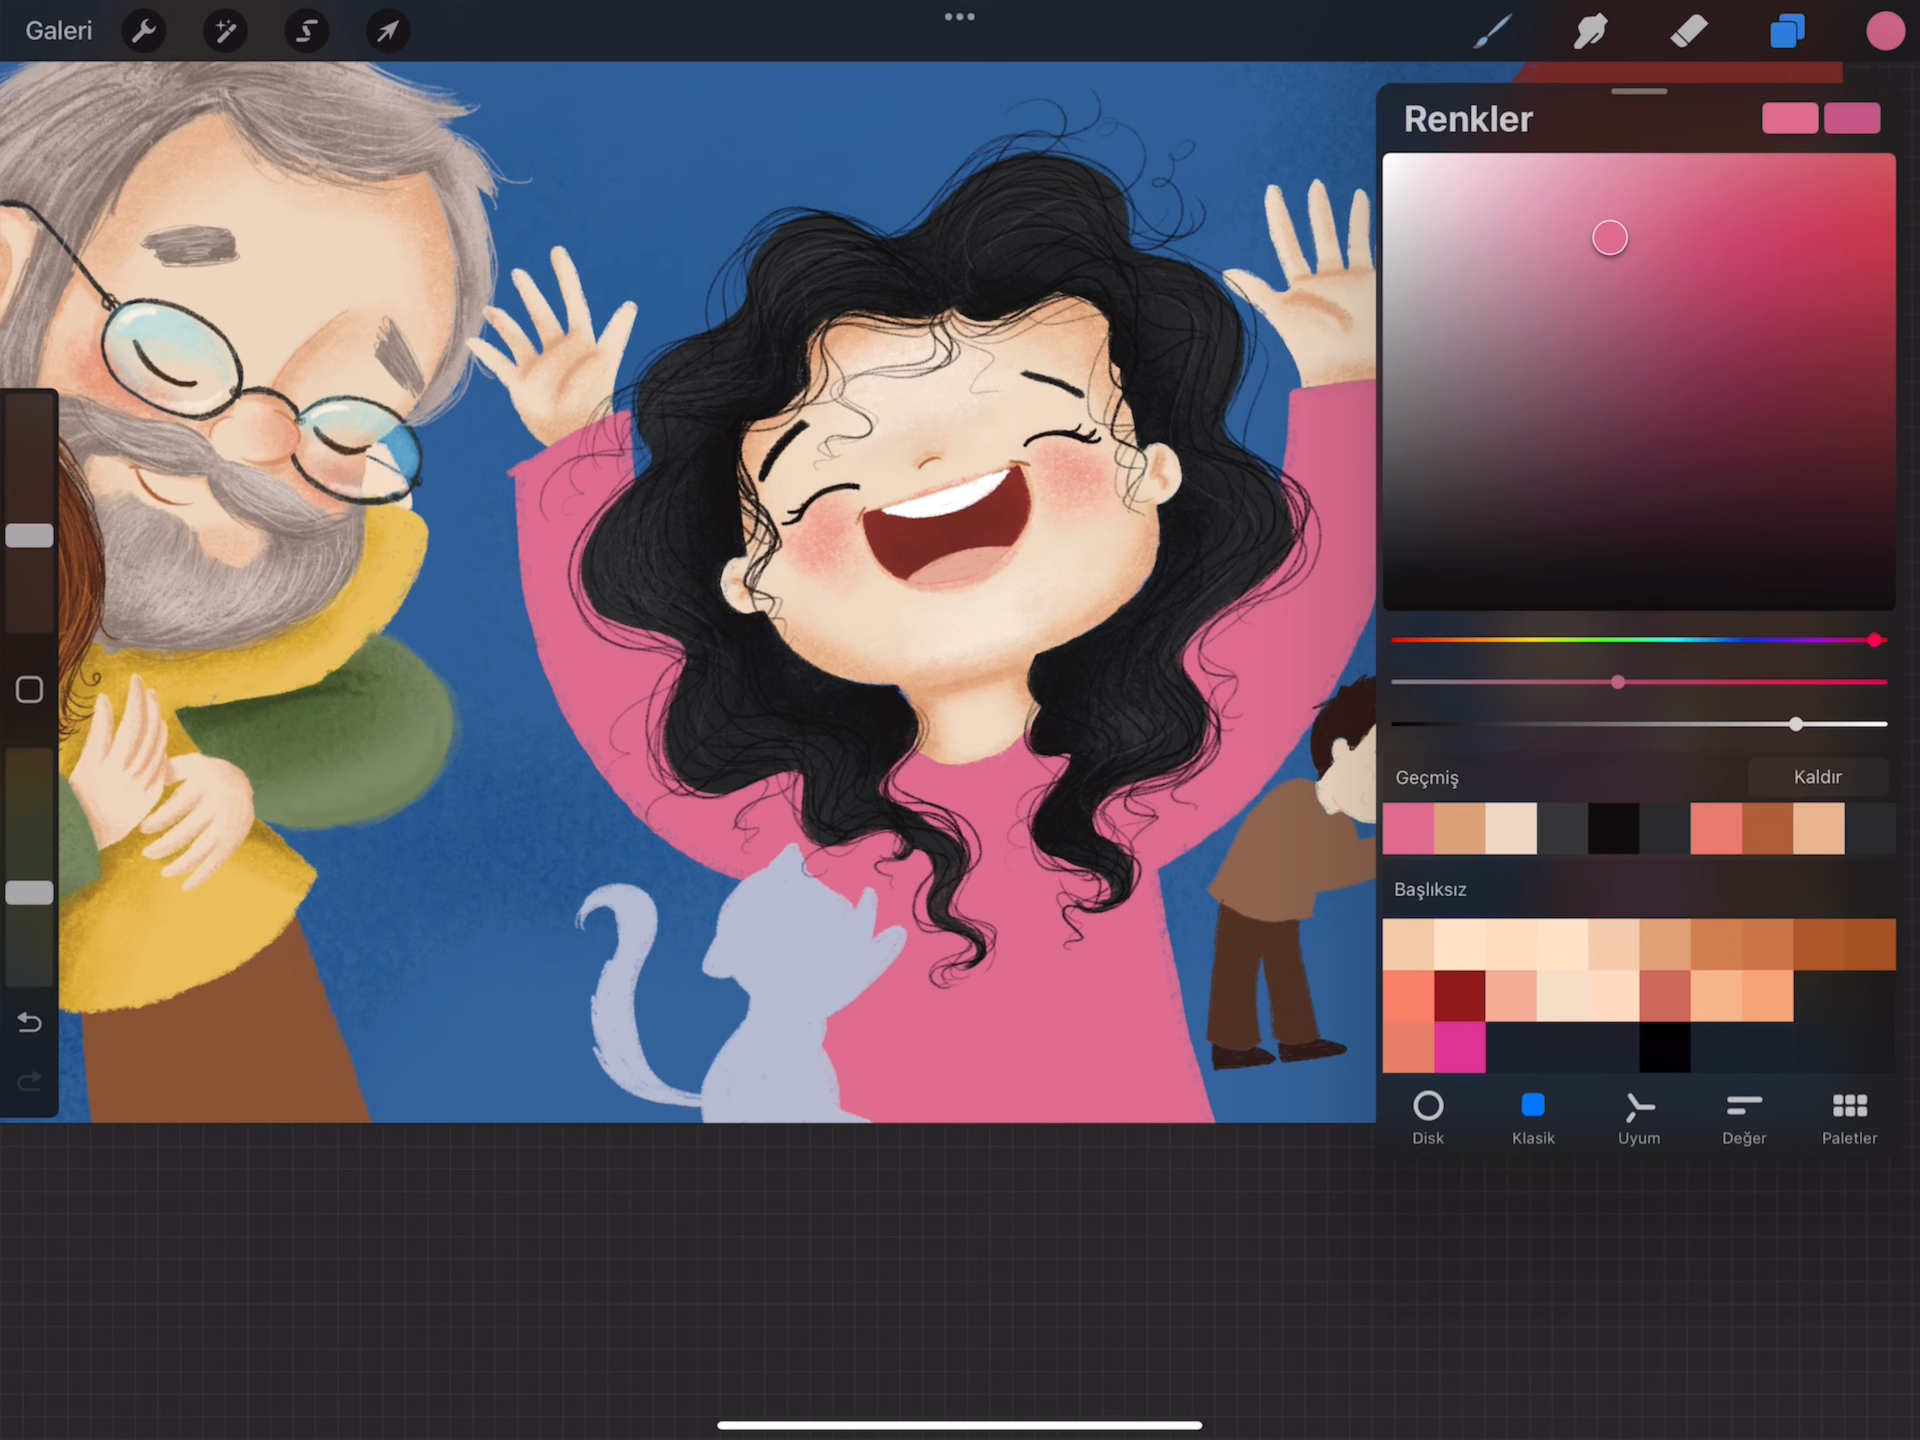 Galeri
Renkler
Geçmiş
Kaldır
Başlıksız
Disk
Klasik
Uyum
Değer
Paletler